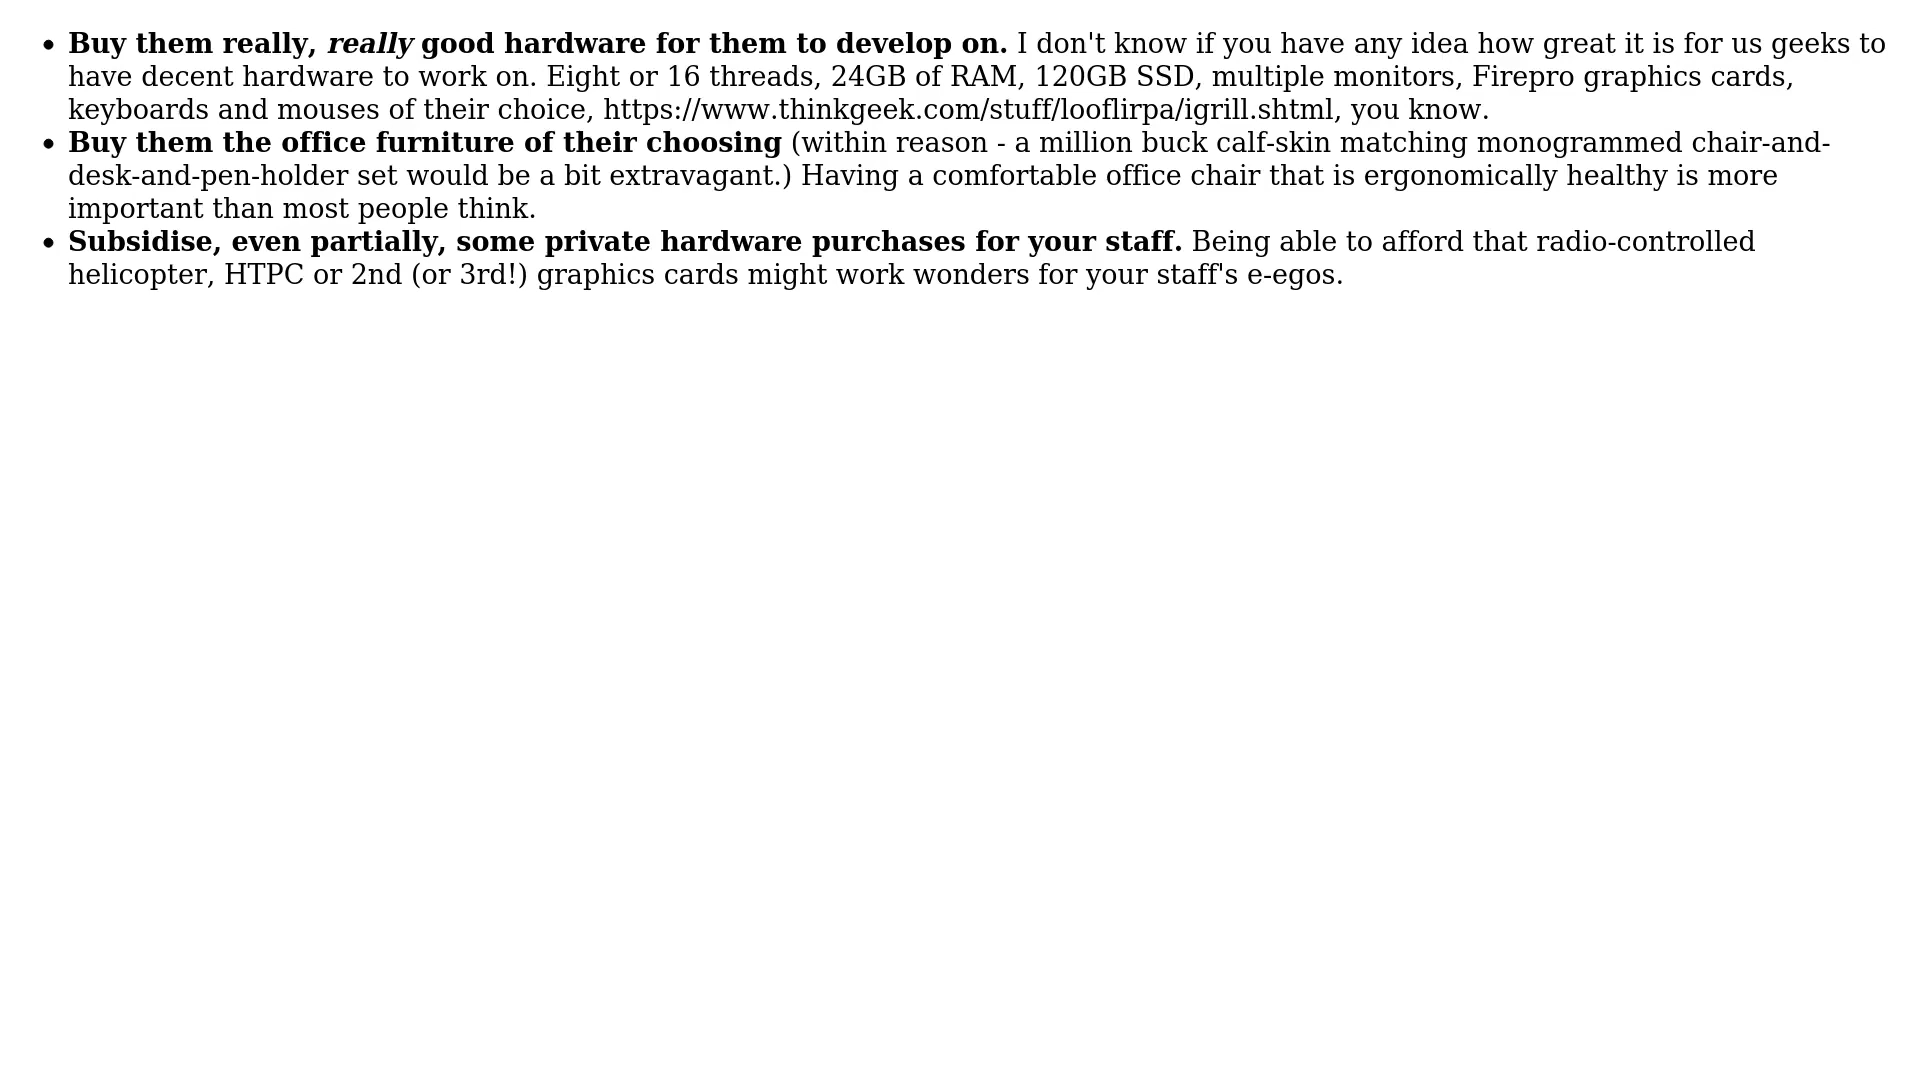 • Buy them really, really good hardware for them to develop on. I don't know if you have any idea how great it is for us geeks to
have decent hardware to work on. Eight or 16 threads, 24GB of RAM, 120GB SSD, multiple monitors, Firepro graphics cards,
keyboards and mouses of their choice, https://www.thinkgeek.com/stuff/looflirpa/igrill.shtml, you know.
• Buy them the office furniture of their choosing (within reason - a million buck calf-skin matching monogrammed chair-and-
desk-and-pen-holder set would be a bit extravagant.) Having a comfortable office chair that is ergonomically healthy is more
important than most people think.
• Subsidise, even partially, some private hardware purchases for your staff. Being able to afford that radio-controlled
helicopter, HTPC or 2nd (or 3rd!) graphics cards might work wonders for your staff's e-egos.